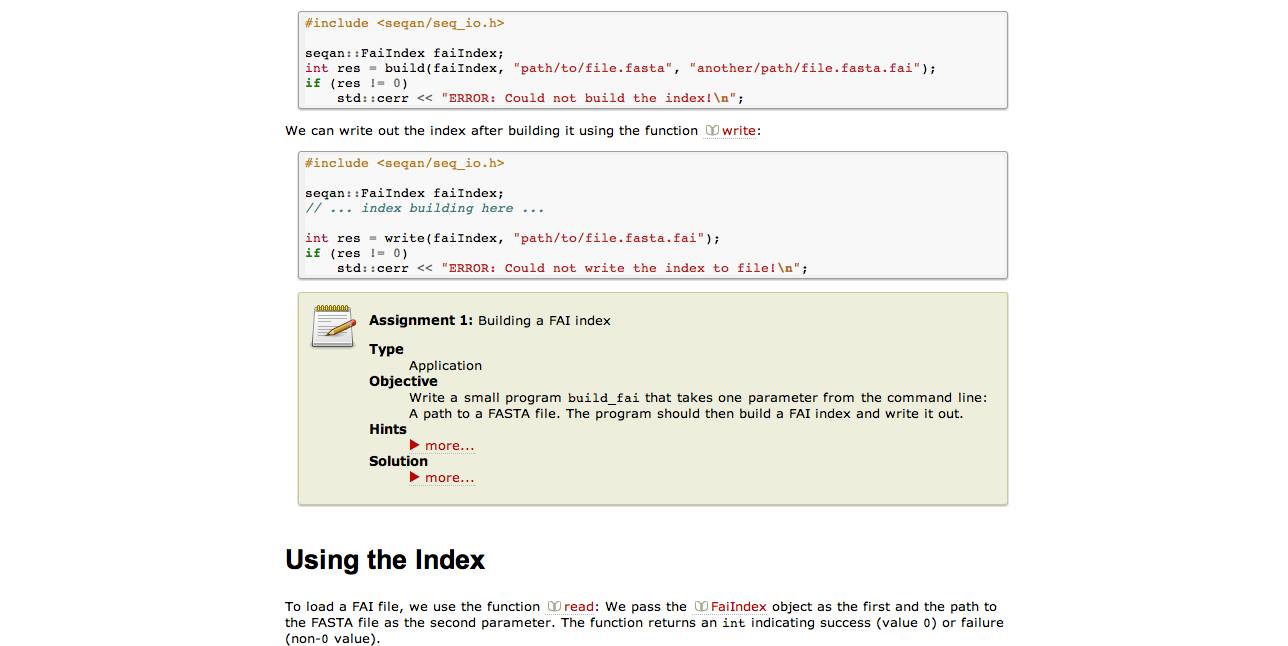 #include <seqan/seq_io.h>
seqan::FaiIndex faiIndex;
int res = build(faiIndex, "path/to/file.fasta", "another/path/file.fasta.fai");
if (res != 0)
    std::cerr << "ERROR: Could not build the index!\n";
We can write out the index after building it using the function write:
#include <seqan/seq_io.h>
seqan::FaiIndex faiIndex;
// ... index building here ...
int res = write(faiIndex, "path/to/file.fasta.fai");
if (res != 0)
    std::cerr << "ERROR: Could not write the index to file!\n";
Assignment 1: Building a FAI index
Type
Application
Objective
Write a small program build_fai that takes one parameter from the command line:
A path to a FASTA file. The program should then build a FAI index and write it out.
Hints
more...
Solution
more...
Using the Index
To load a FAI file, we use the function read: We pass the FaiIndex object as the first and the path to
the FASTA file as the second parameter. The function returns an int indicating success (value 0) or failure
(non-0 value).